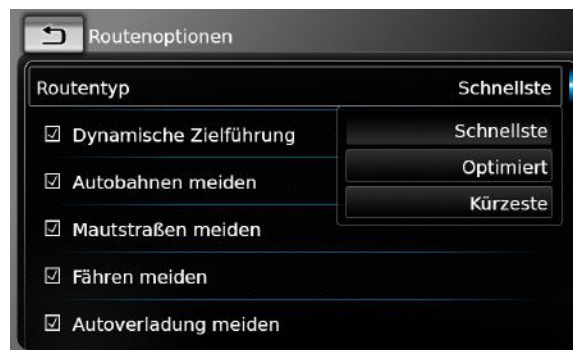 Routenoptionen
Routentyp Schnellste
Dynamische Zielführung Schnellste
Autobahnen meiden Optimiert
Mautstraßen meiden Kürzeste
Fähren meiden
Autoverladung meiden